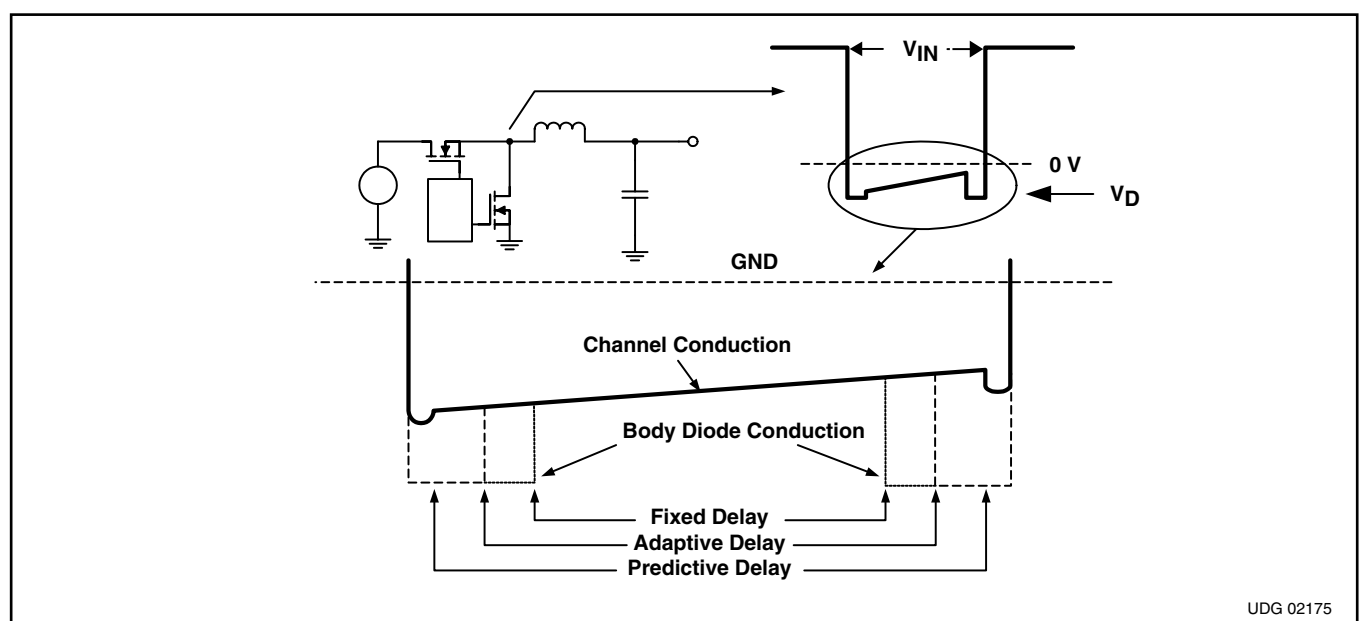 VIN
0 V
VD
GND
Channel Conduction
Body Diode Conduction
Fixed Delay
Adaptive Delay
Predictive Delay
UDG 02175